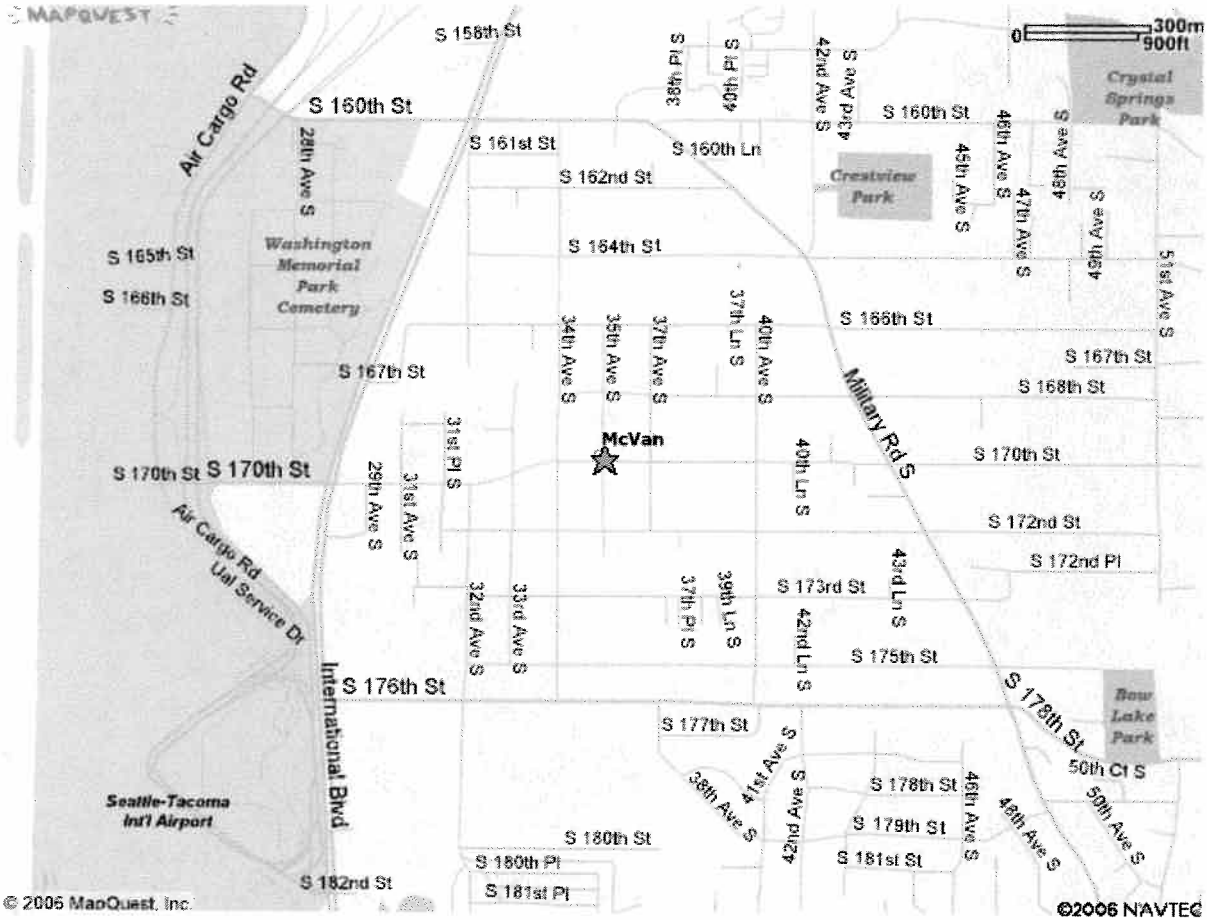 MAPQUEST
0 300m
900ft
S 158th St
38th Pl S
40th Pl S
42nd Ave S
43rd Ave S
Crystal
Springs
Park
Air Cargo Rd
S 160th St
S 160th St
28th Ave S
S 161st St
S 160th Ln
45th Ave S
46th Ave S
48th Ave S
S 162nd St
Crestview
Park
47th Ave S
49th Ave S
51st Ave S
S 165th St
Washington
Memorial
Park
Cemetery
S 164th St
S 166th St
34th Ave S
35th Ave S
37th Ave S
37th Ln S
40th Ave S
S 166th St
S 167th St
S 167th St
S 168th St
Military Rd S
31st Pl S
McVan
S 170th St
S 170th St
29th Ave S
31st Ave S
40th Ln S
S 170th St
Air Cargo Rd
Ual Service Dr
S 172nd St
S 172nd Pl
32nd Ave S
33rd Ave S
37th Pl S
39th Ln S
S 173rd St
43rd Ln S
42nd Ln S
S 175th St
International Blvd
S 176th St
S 178th St
Bow
Lake
Park
S 177th St
50th Ct S
38th Ave S
41st Ave S
42nd Ave S
S 178th St
46th Ave S
48th Ave S
50th Ave S
Seattle-Tacoma
Int'l Airport
S 179th St
S 180th St
S 181st St
S 180th Pl
S 182nd St
S 181st Pl
© 2006 MapQuest, Inc.
©2006 NAVTEQ